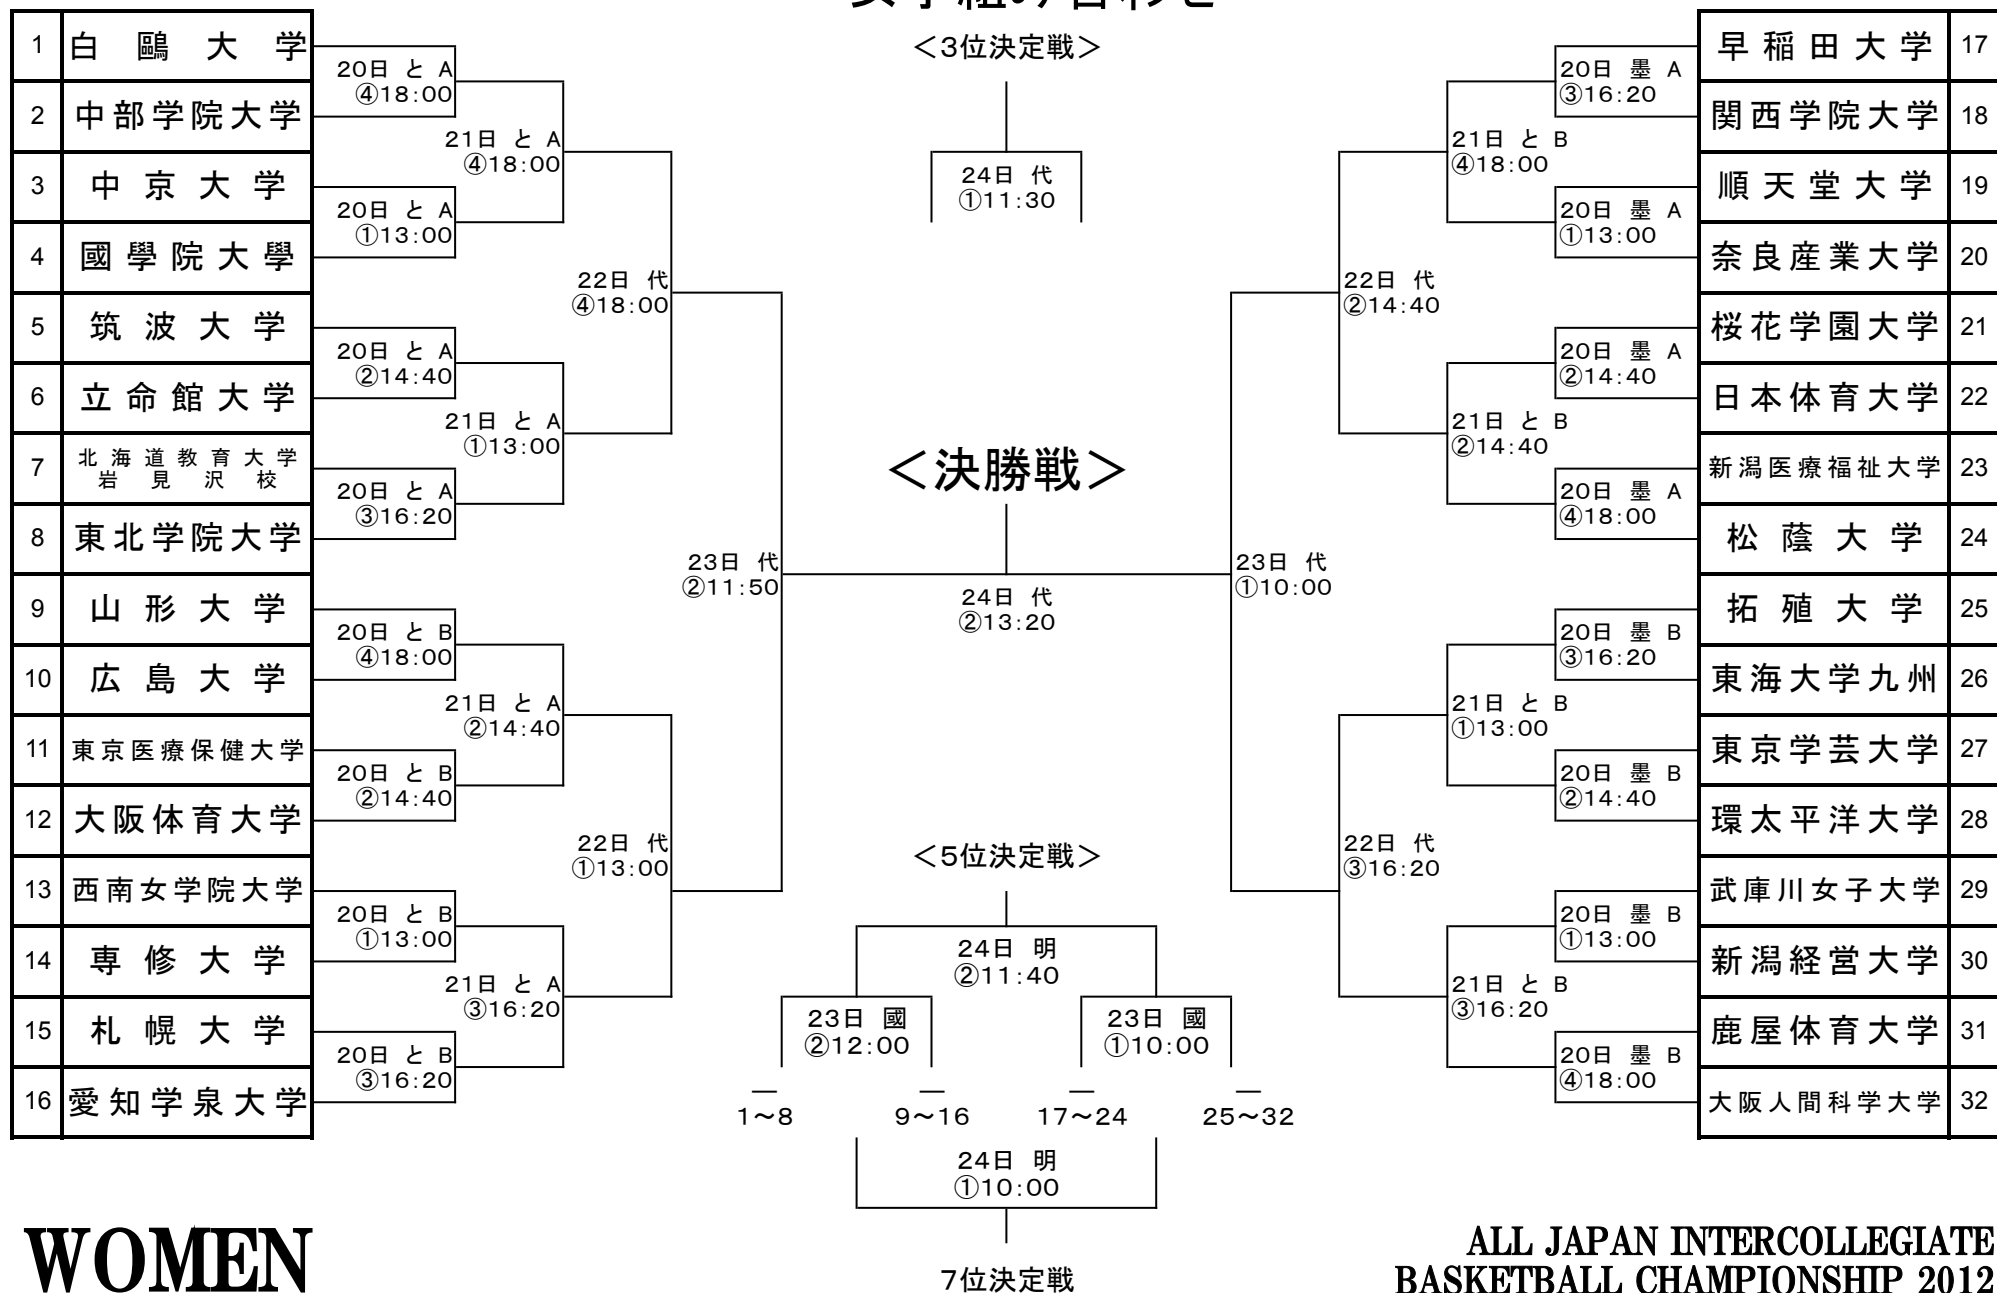 女子組み合わせ
1 白鷗大学
2 中部学院大学
3 中京大学
4 國學院大學
5 筑波大学
6 立命館大学
7 北海道教育大学
岩見沢校
8 東北学院大学
9 山形大学
10 広島大学
11 東京医療保健大学
12 大阪体育大学
13 西南女学院大学
14 専修大学
15 札幌大学
16 愛知学泉大学
20日 と A
④18:00
20日 と A
①13:00
20日 と A
②14:40
20日 と A
③16:20
20日 と B
④18:00
20日 と B
②14:40
20日 と B
①13:00
20日 と B
③16:20
21日 と A
④18:00
21日 と A
①13:00
21日 と A
②14:40
21日 と A
③16:20
22日 代
④18:00
22日 代
①13:00
23日 代
②11:50
<3位決定戦>
24日 代
①11:30
<決勝戦>
24日 代
②13:20
<5位決定戦>
24日 明
②11:40
23日 國
②12:00
23日 國
①10:00
1~8
9~16
17~24
25~32
24日 明
①10:00
7位決定戦
23日 代
①10:00
22日 代
②14:40
22日 代
③16:20
21日 と B
④18:00
21日 と B
②14:40
21日 と B
①13:00
21日 と B
③16:20
20日 墨 A
③16:20
20日 墨 A
①13:00
20日 墨 A
②14:40
20日 墨 A
④18:00
20日 墨 B
③16:20
20日 墨 B
②14:40
20日 墨 B
①13:00
20日 墨 B
④18:00
早稲田大学 17
関西学院大学 18
順天堂大学 19
奈良産業大学 20
桜花学園大学 21
日本体育大学 22
新潟医療福祉大学 23
松蔭大学 24
拓殖大学 25
東海大学九州 26
東京学芸大学 27
環太平洋大学 28
武庫川女子大学 29
新潟経営大学 30
鹿屋体育大学 31
大阪人間科学大学 32
WOMEN
ALL JAPAN INTERCOLLEGIATE
BASKETBALL CHAMPIONSHIP 2012